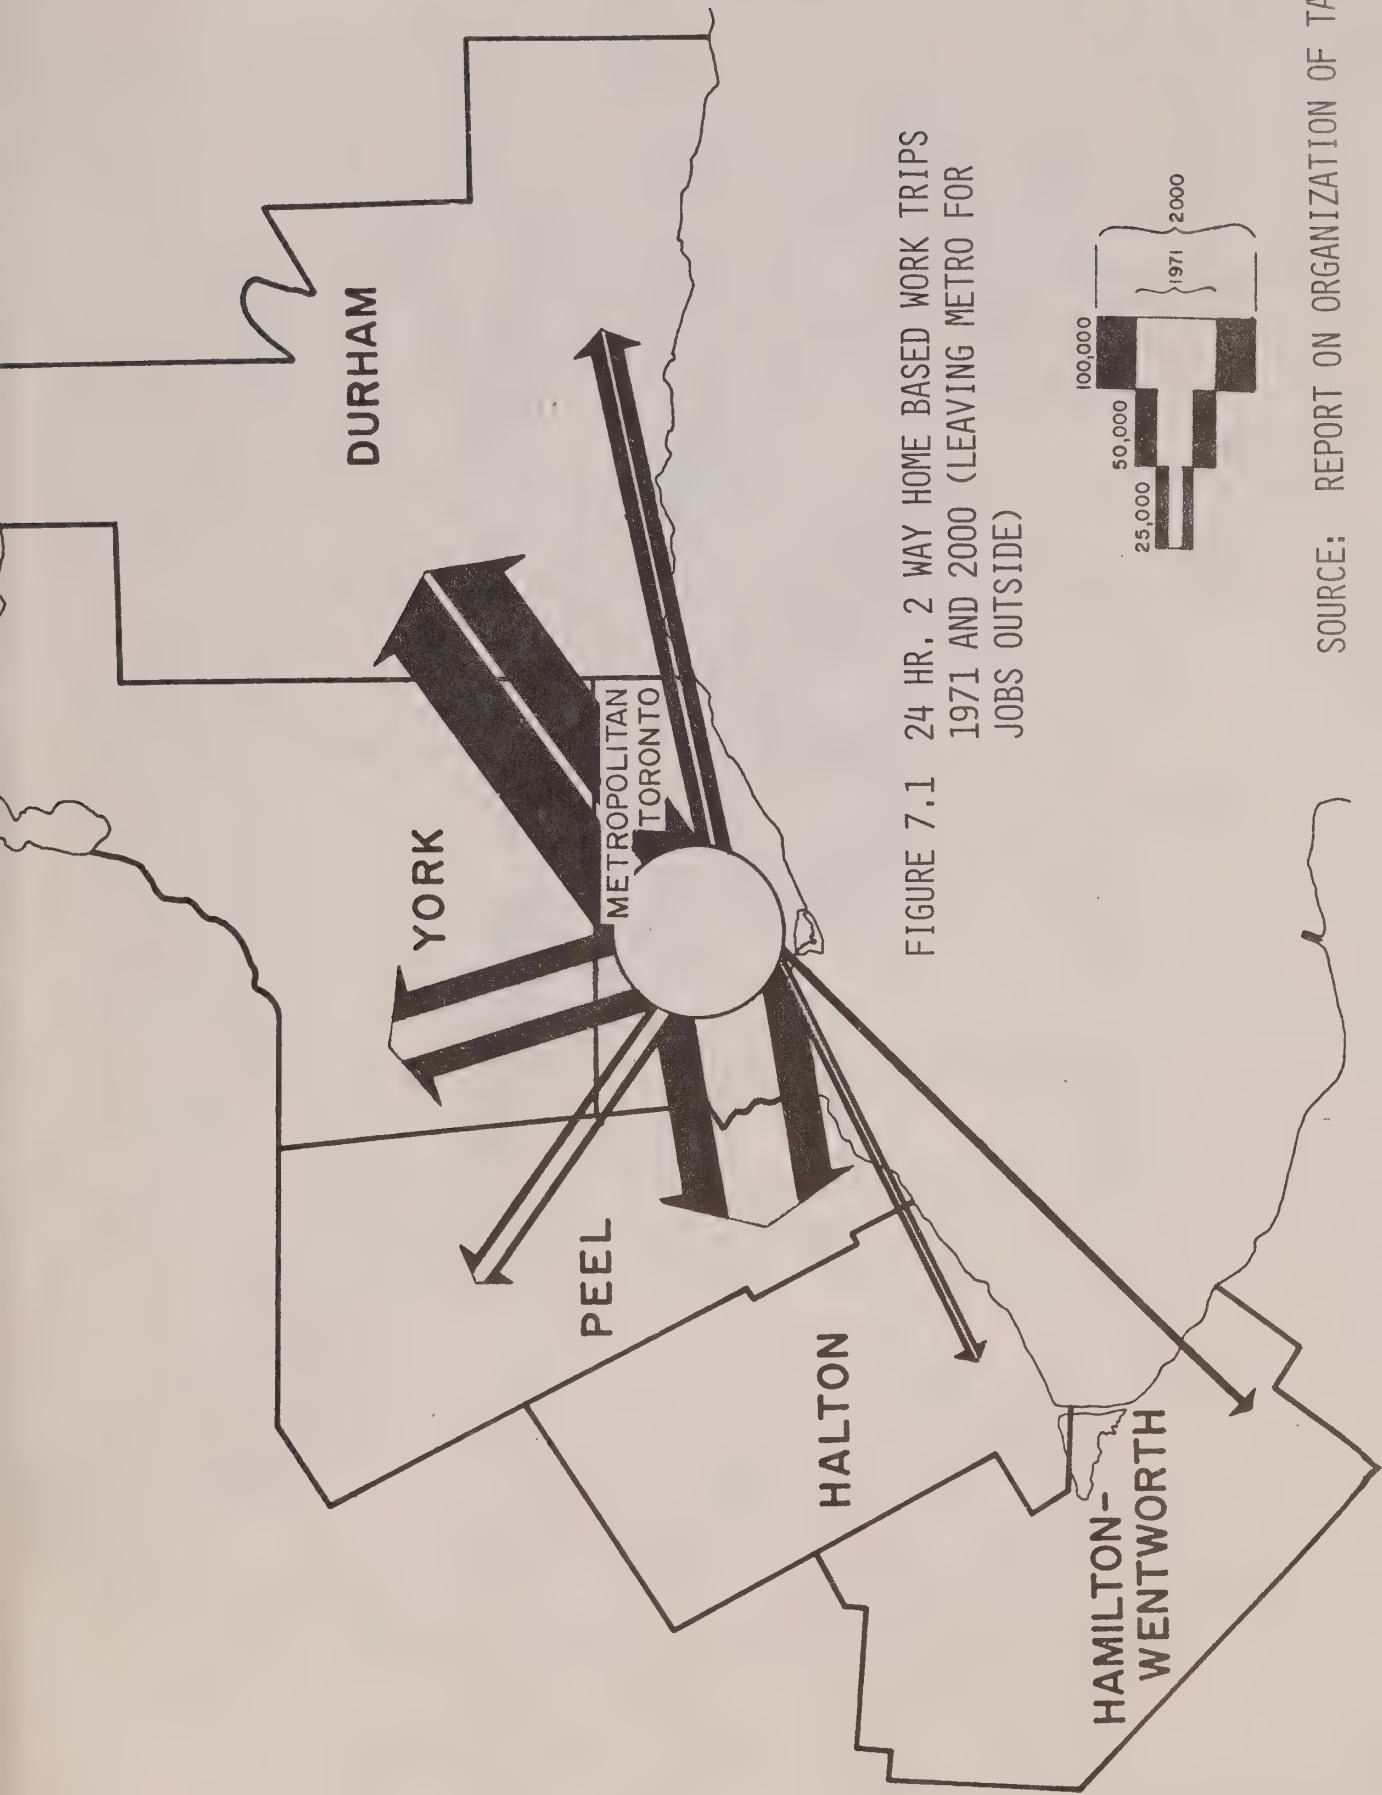 DURHAM
YORK
METROPOLITAN
TORONTO
PEEL
HALTON
HAMILTON-
WENTWORTH
FIGURE 7.1 24 HR. 2 WAY HOME BASED WORK TRIPS
1971 AND 2000 (LEAVING METRO FOR
JOBS OUTSIDE)
25,000
50,000
100,000
1971
2000
SOURCE: REPORT ON ORGANIZATION OF